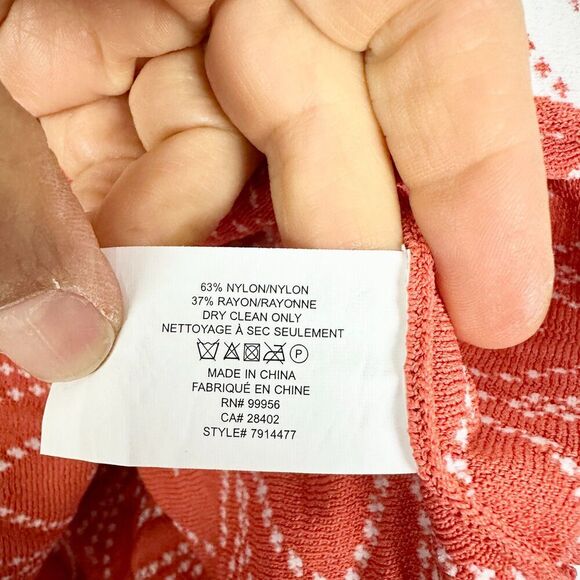 63% NYLON/NYLON
37% RAYON/RAYONNE
DRY CLEAN ONLY
NETTOYAGE À SEC SEULEMENT
P
MADE IN CHINA
FABRIQUÉ EN CHINE
RN# 99956
CA# 28402
STYLE# 7914477